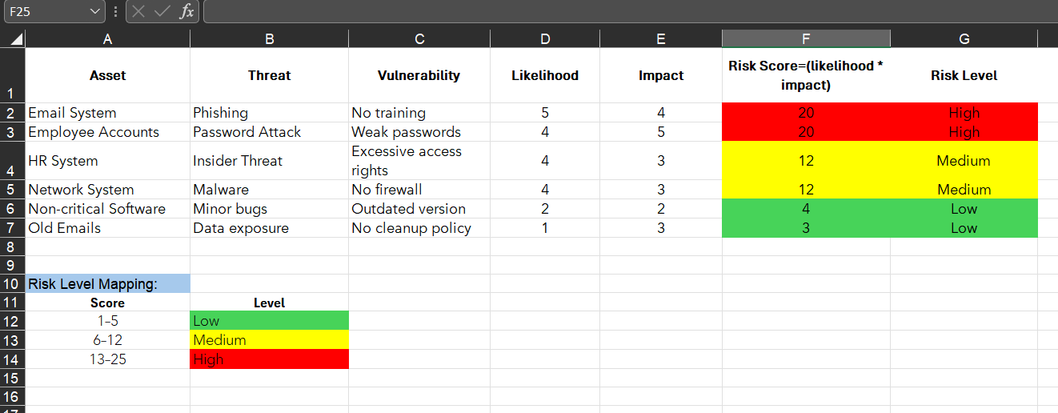 F25 fx
A B C D E F G
Asset Threat Vulnerability Likelihood Impact Risk Score=(likelihood * Risk Level
impact)
1
2 Email System Phishing No training 5 4 20 High
3 Employee Accounts Password Attack Weak passwords 4 5 20 High
Excessive access
4 HR System Insider Threat rights 4 3 12 Medium
5 Network System Malware No firewall 4 3 12 Medium
6 Non-critical Software Minor bugs Outdated version 2 2 4 Low
7 Old Emails Data exposure No cleanup policy 1 3 3 Low
8
9
10 Risk Level Mapping:
11 Score Level
12 1–5 Low
13 6–12 Medium
14 13–25 High
15
16
17